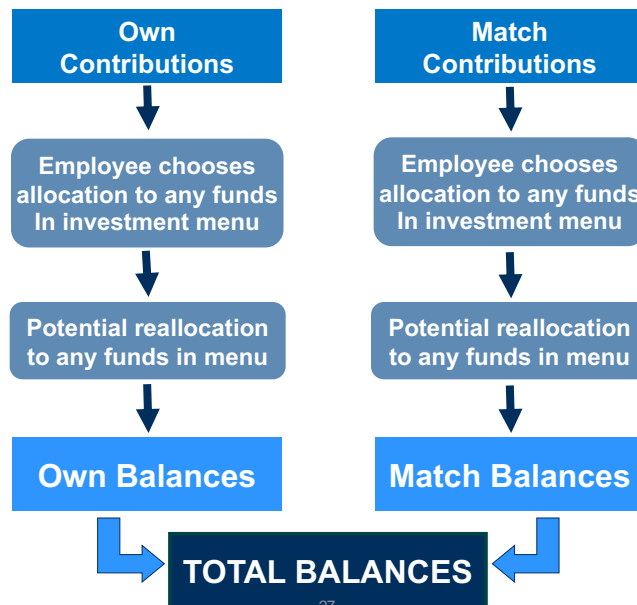 Own
Contributions
Match
Contributions
Employee chooses
allocation to any funds
In investment menu
Employee chooses
allocation to any funds
In investment menu
Potential reallocation
to any funds in menu
Potential reallocation
to any funds in menu
Own Balances
Match Balances
TOTAL BALANCES
27